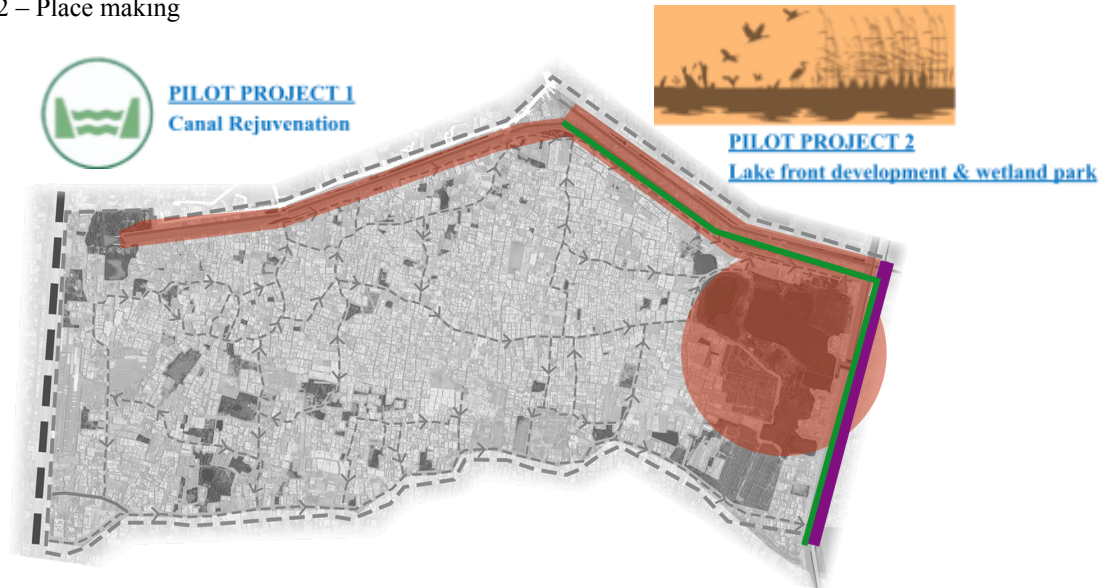 2 – Place making
PILOT PROJECT 1
Canal Rejuvenation
PILOT PROJECT 2
Lake front development & wetland park